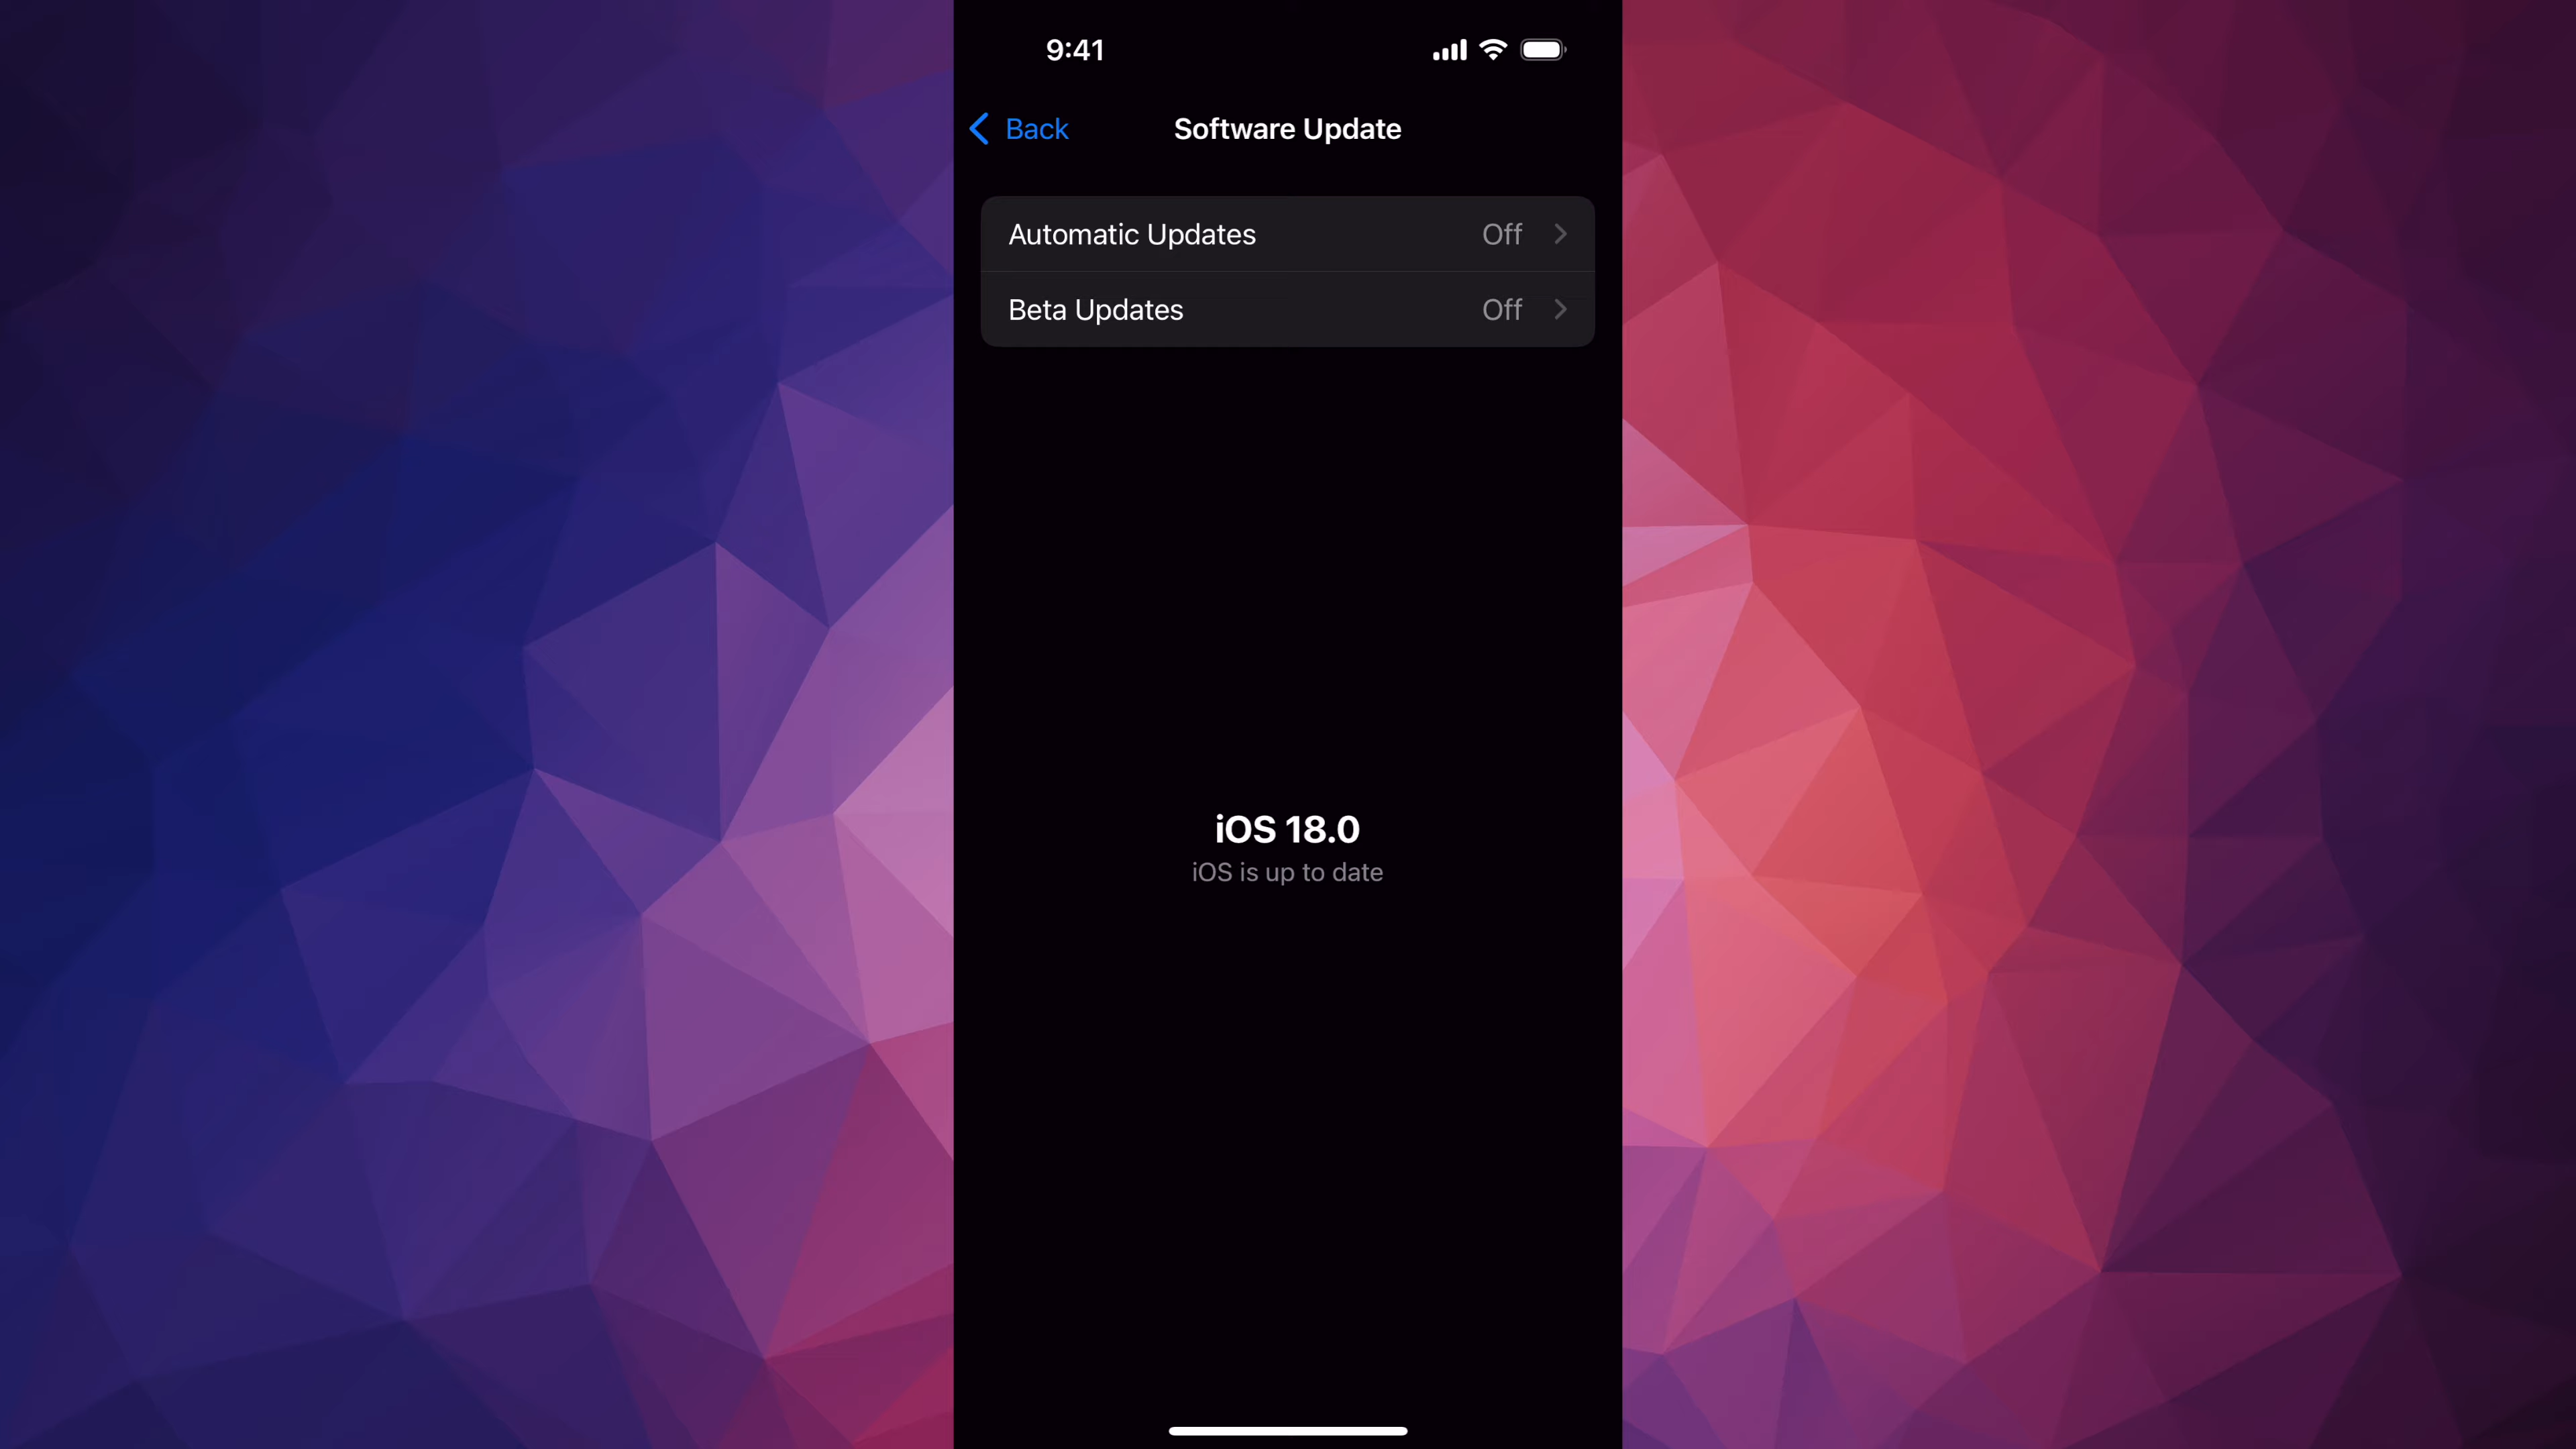 9:41
Back
Software Update
Automatic Updates Off
Beta Updates Off
iOS 18.0
iOS is up to date